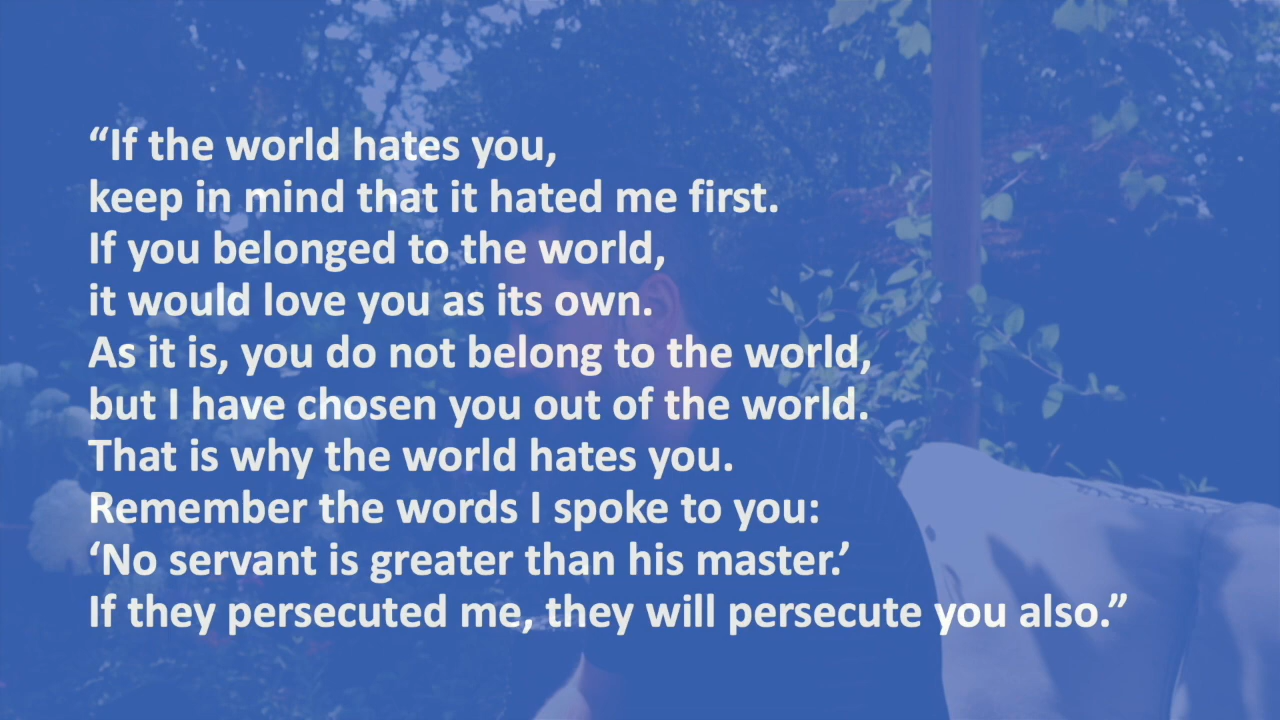 “If the world hates you,
keep in mind that it hated me first.
If you belonged to the world,
it would love you as its own.
As it is, you do not belong to the world,
but I have chosen you out of the world.
That is why the world hates you.
Remember the words I spoke to you:
‘No servant is greater than his master.’
If they persecuted me, they will persecute you also.”